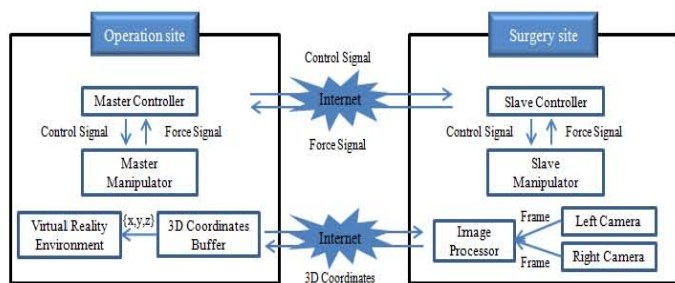 Operation site
Surgery site
Control Signal
Internet
Force Signal
Master Controller
Control Signal
Force Signal
Master
Manipulator
Slave Controller
Control Signal
Force Signal
Slave
Manipulator
Virtual Reality
Environment
{x,y,z}
3D Coordinates
Buffer
Internet
3D Coordinates
Image
Processor
Frame
Frame
Left Camera
Right Camera